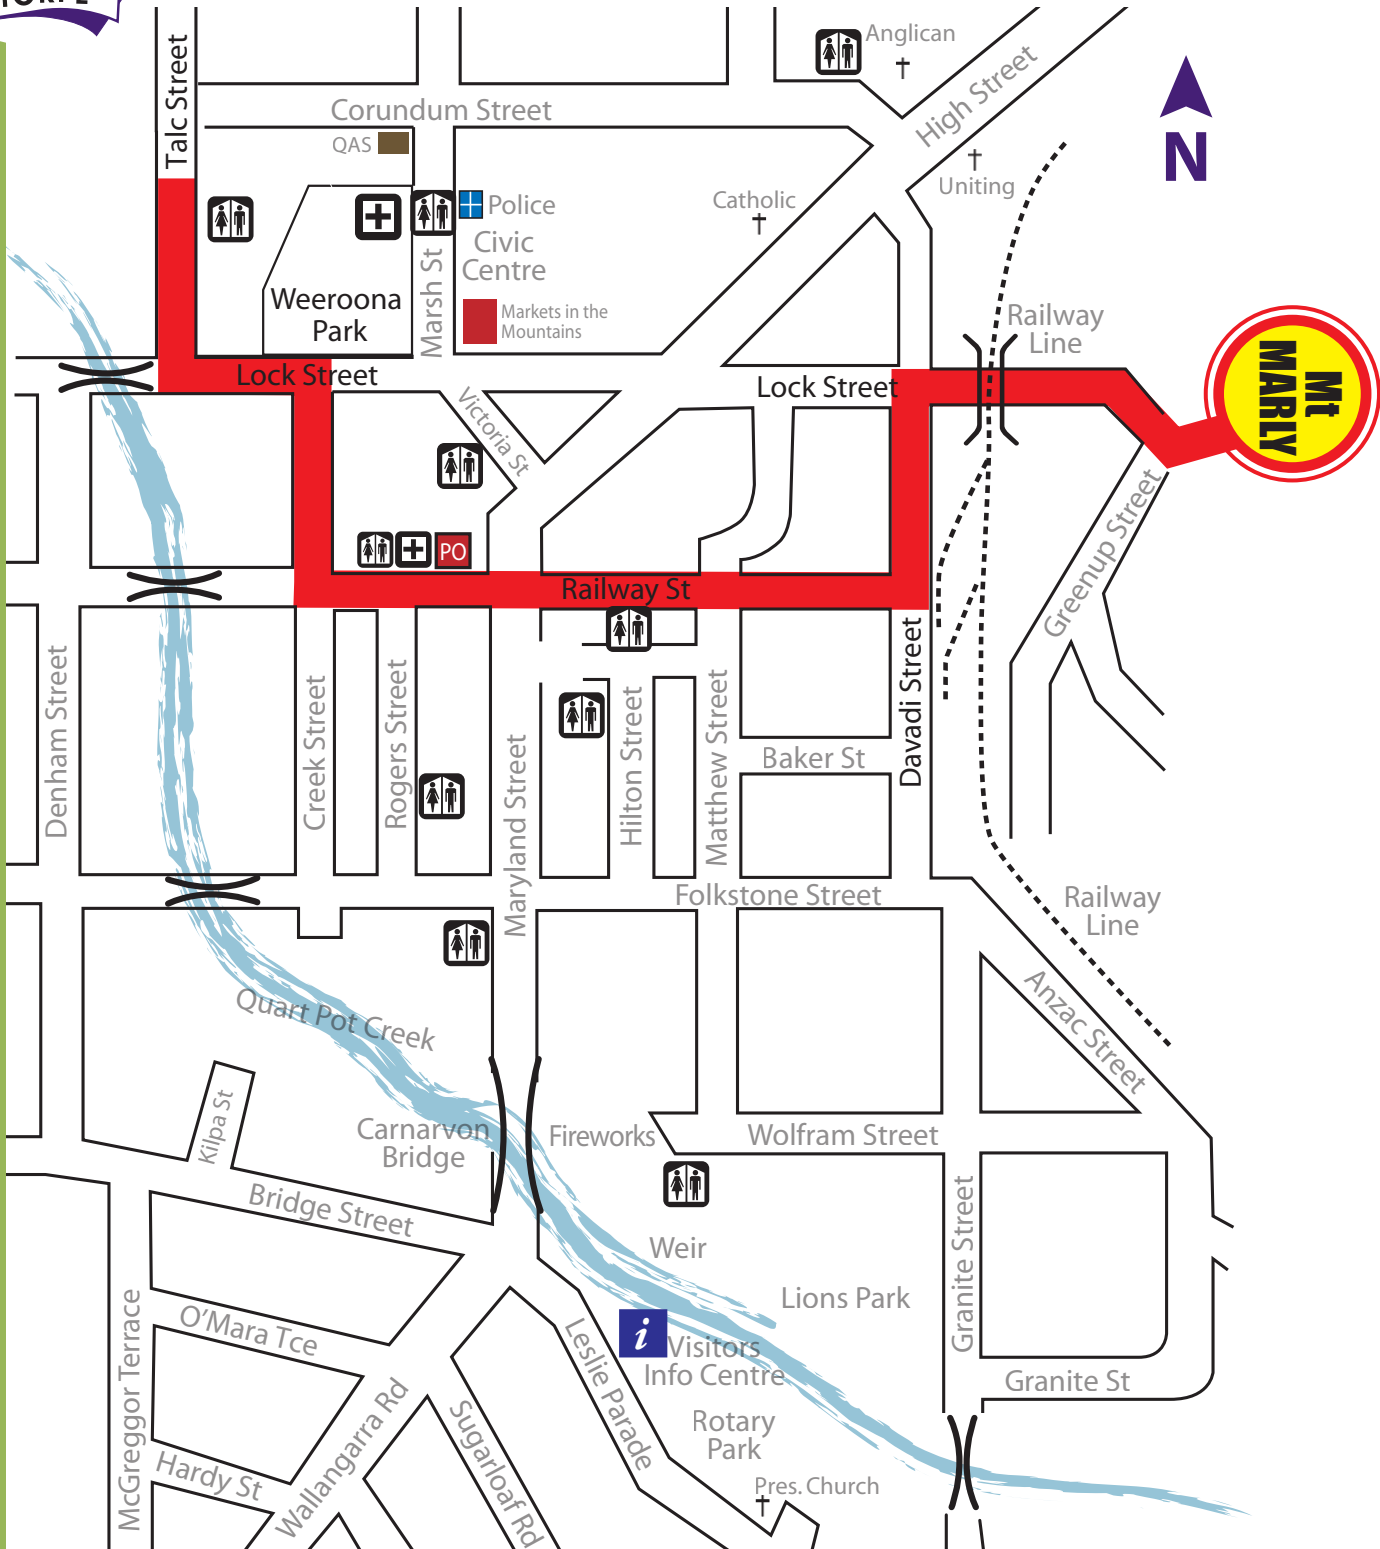 Anglican
Talc Street
High Street
Corundum Street
QAS
N
Uniting
Catholic
Police
Civic
Centre
Marsh St
Weeroona
Park
Markets in the
Mountains
Railway
Line
Mt
MARLY
Lock Street
Lock Street
Victoria St
PO
Greenup Street
Railway St
Denham Street
Creek Street
Rogers Street
Maryland Street
Hilton Street
Matthew Street
Baker St
Davadi Street
Folkstone Street
Railway
Line
Anzac Street
Quart Pot Creek
Kilpa St
Carnarvon
Bridge
Fireworks
Wolfram Street
Bridge Street
Granite Street
Weir
Lions Park
i
Visitors
Info Centre
O'Mara Tce
McGreggor Terrace
Leslie Parade
Granite St
Rotary
Park
Wallangarra Rd
Sugarloaf Rd
Hardy St
Pres. Church